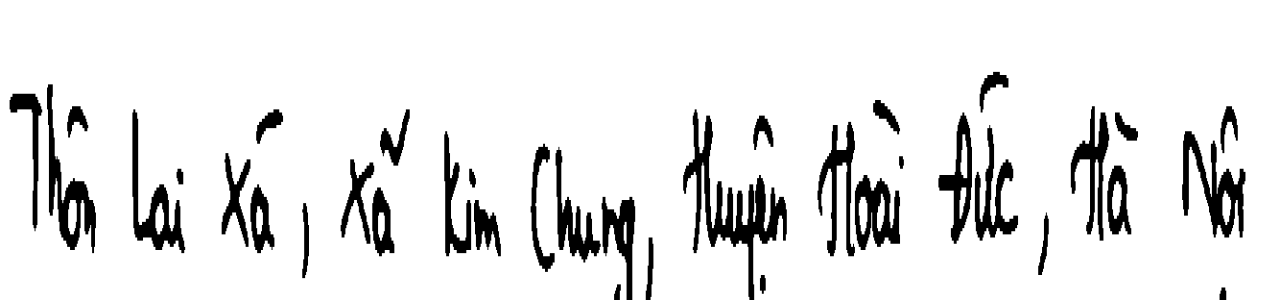 Thôn Lai Xá, Xã Kim Chung, Huyện Hoài Đức, Hà Nội